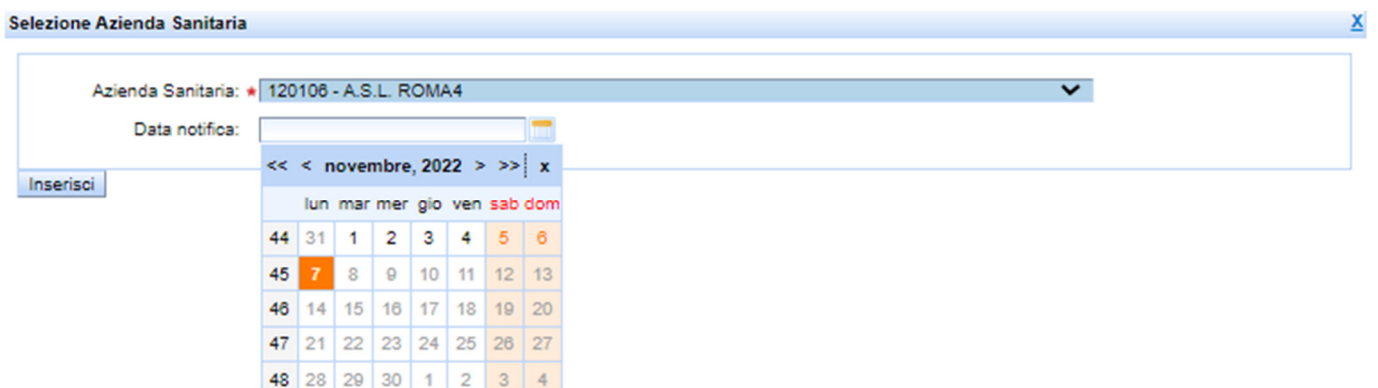 Selezione Azienda Sanitaria X
Azienda Sanitaria: * 120106 - A.S.L. ROMA4
Data notifica:
<< < novembre, 2022 > >> x
Inserisci
lun mar mer gio ven sab dom
44 31 1 2 3 4 5 6
45 7 8 9 10 11 12 13
46 14 15 16 17 18 19 20
47 21 22 23 24 25 26 27
48 28 29 30 1 2 3 4